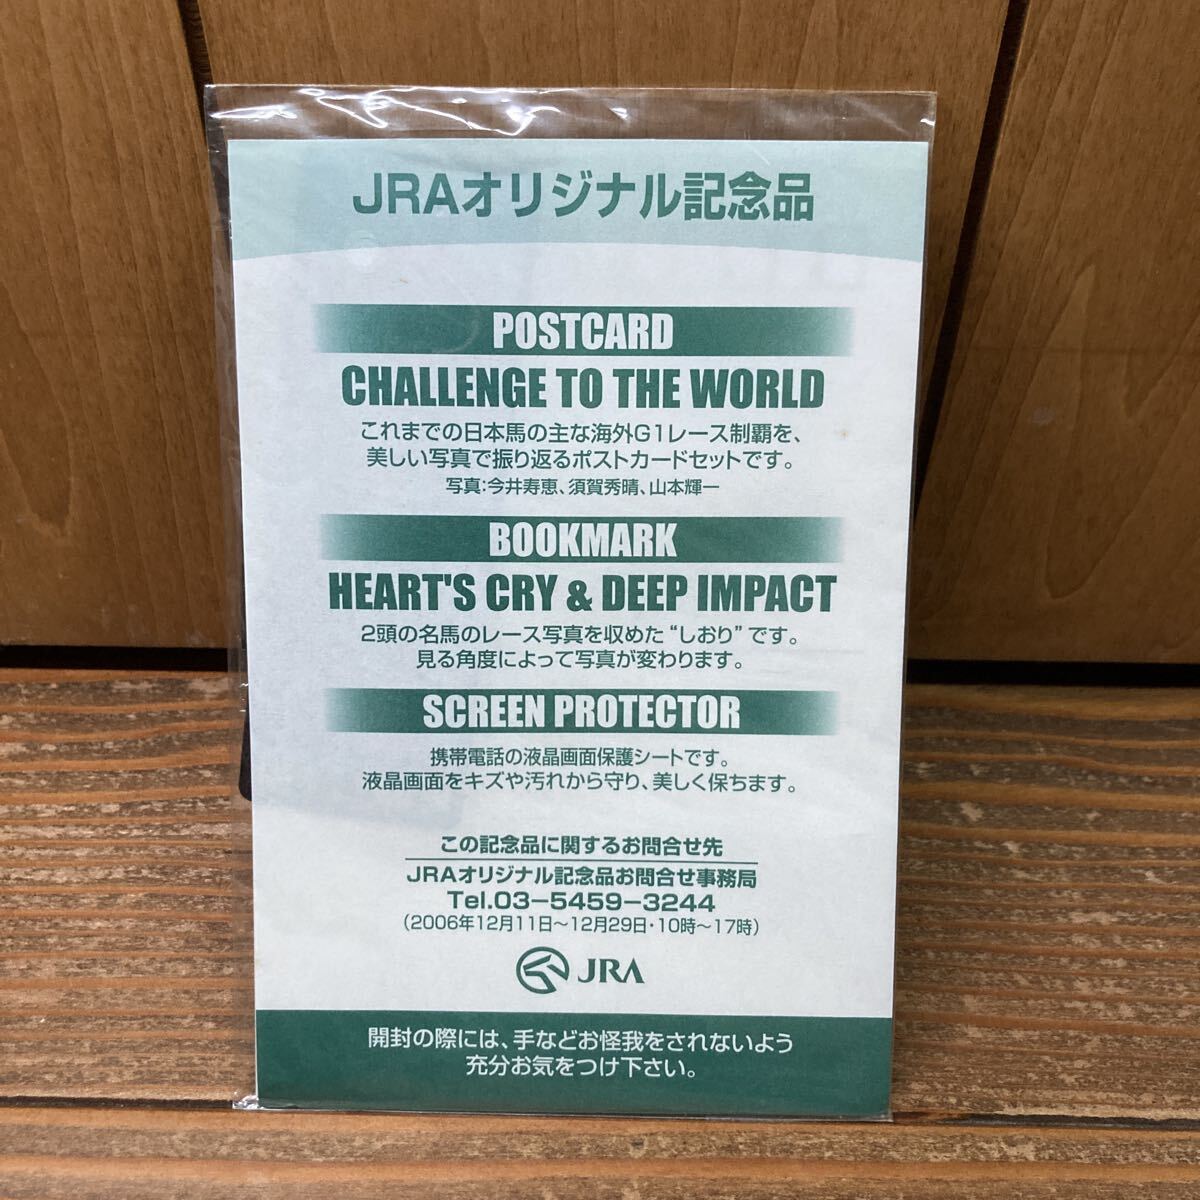 JRAオリジナル記念品
POSTCARD
CHALLENGE TO THE WORLD
これまでの日本馬の主な海外G1レース制覇を、
美しい写真で振り返るポストカードセットです。
写真：今井寿恵、須賀秀晴、山本輝一
BOOKMARK
HEART'S CRY & DEEP IMPACT
2頭の名馬のレース写真を収めた“しおり”です。
見る角度によって写真が変わります。
SCREEN PROTECTOR
携帯電話の液晶画面保護シートです。
液晶画面をキズや汚れから守り、美しく保ちます。
この記念品に関するお問合せ先
JRAオリジナル記念品お問合せ事務局
Tel.03-5459-3244
（2006年12月11日～12月29日・10時～17時）
JRA
開封の際には、手などお怪我をされないよう
充分お気をつけ下さい。